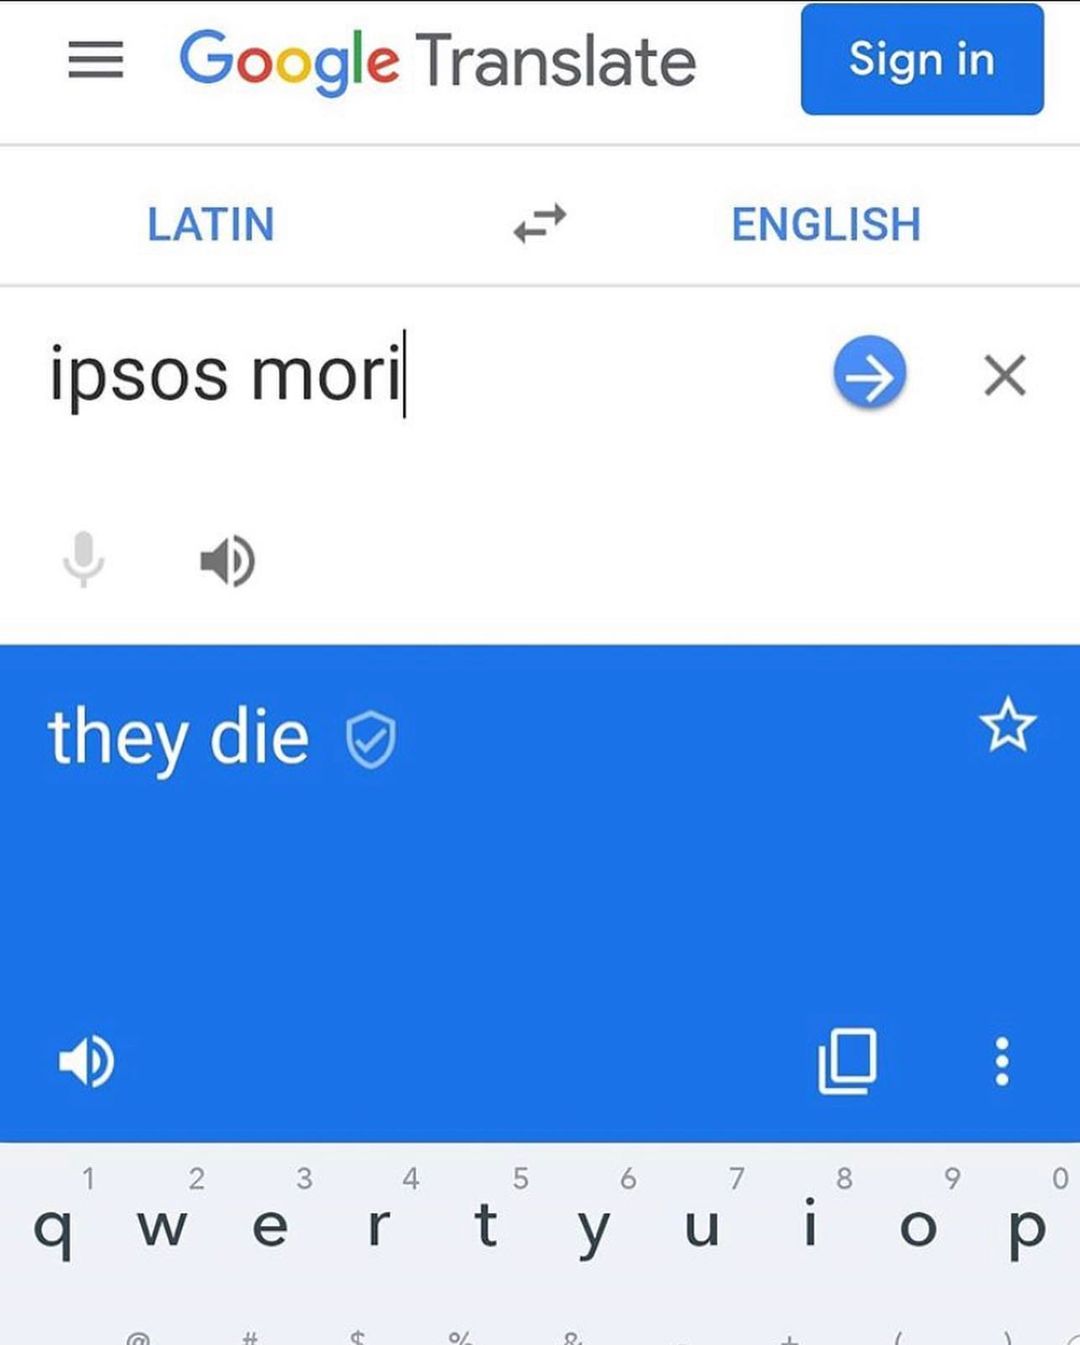 Google Translate Sign in
LATIN ENGLISH
ipsos mori
they die
1 2 3 4 5 6 7 8 9 0
q w e r t y u i o p
@ # $ % & - + ( )